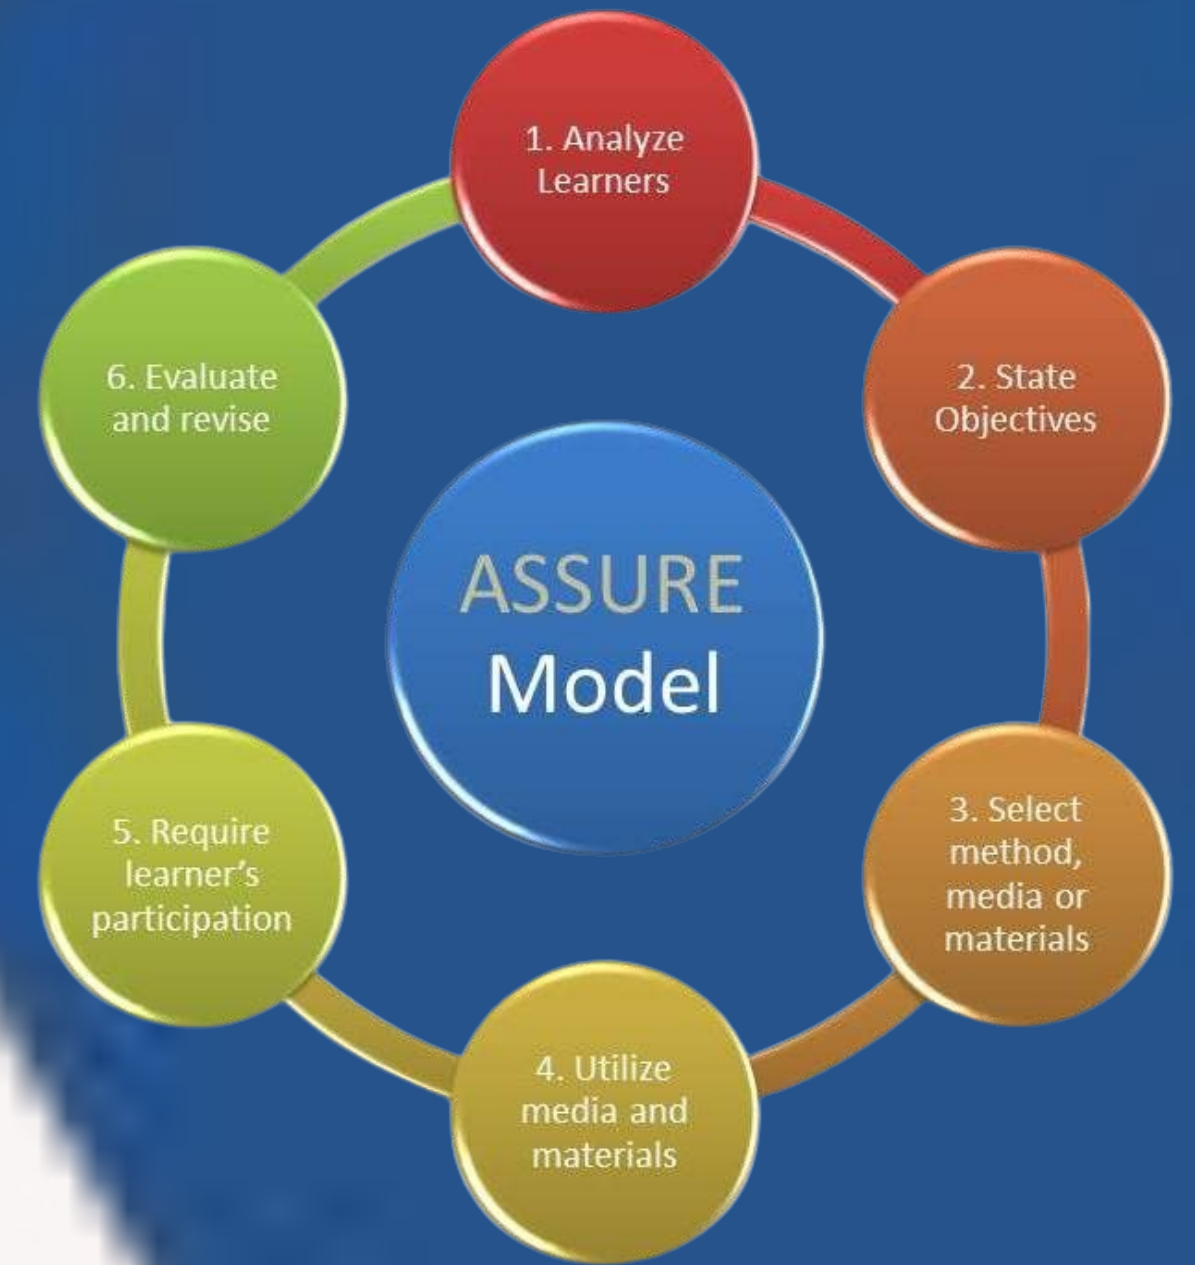 1. Analyze
Learners
2. State
Objectives
3. Select
method,
media or
materials
4. Utilize
media and
materials
5. Require
learner’s
participation
6. Evaluate
and revise
ASSURE
Model